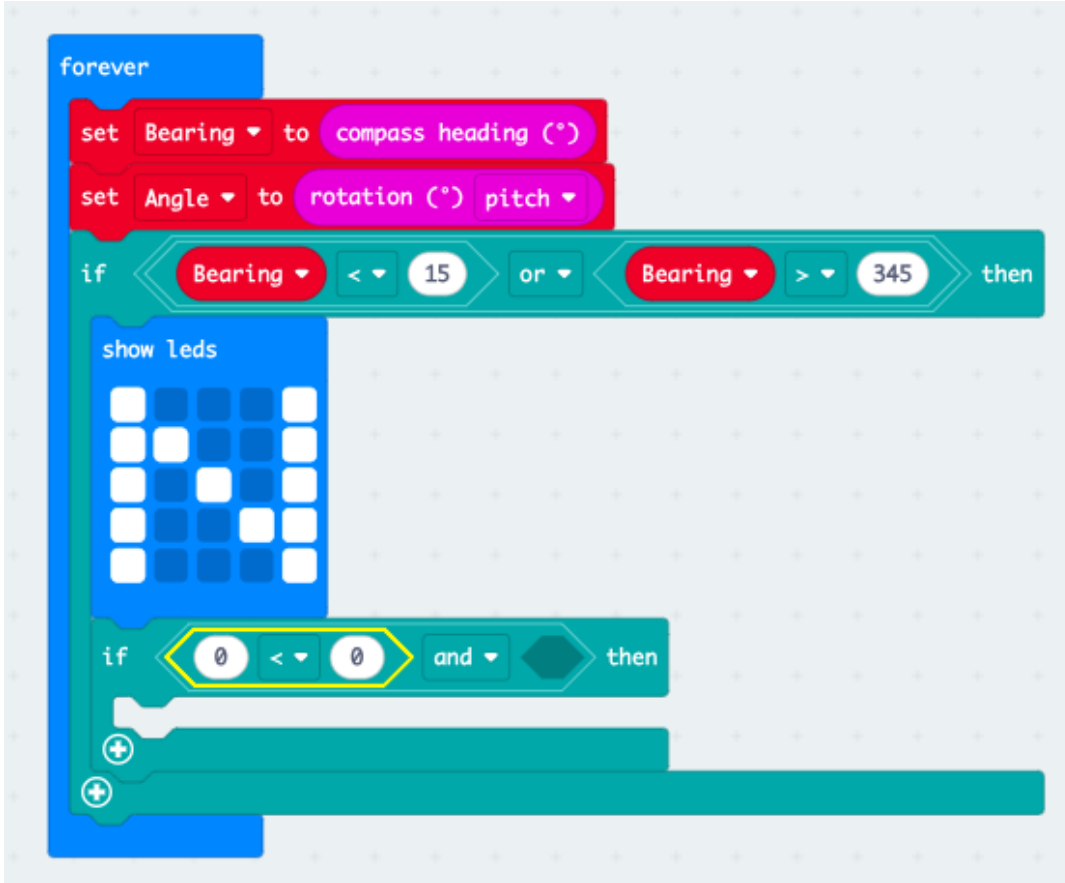 forever
set Bearing to compass heading (°)
set Angle to rotation (°) pitch
if Bearing < 15 or Bearing > 345 then
show leds
if 0 < 0 and then